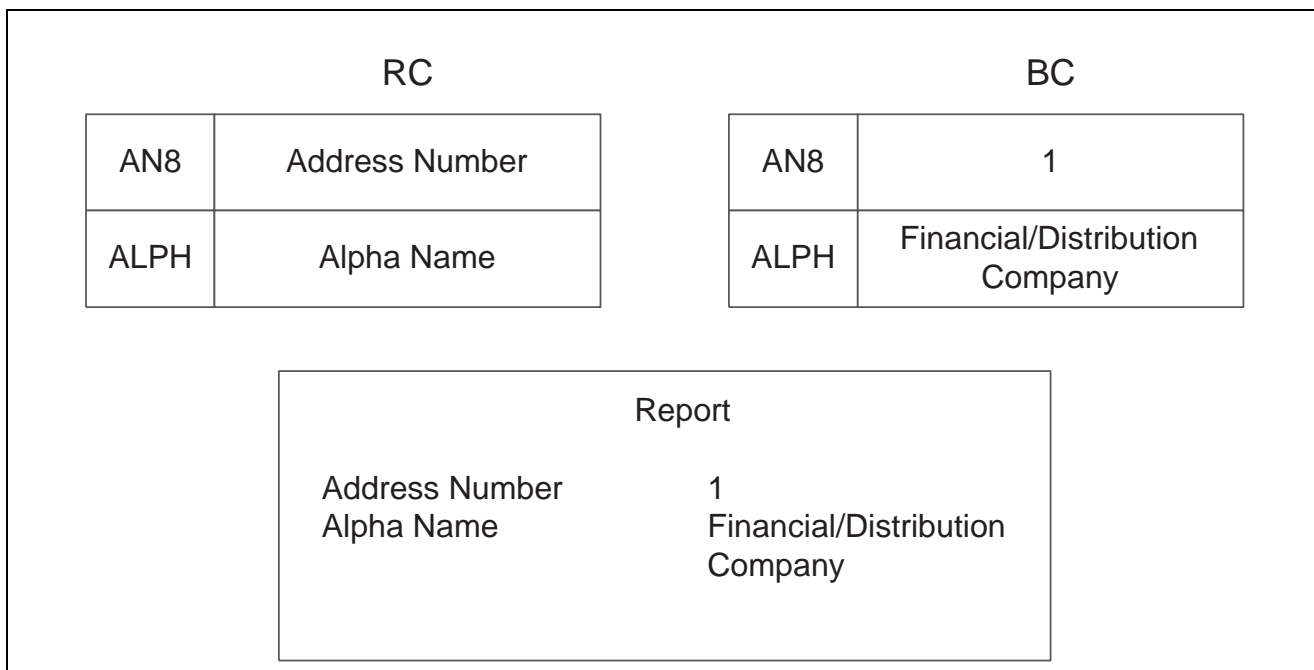 RC
AN8 Address Number
ALPH Alpha Name
BC
AN8 1
ALPH Financial/Distribution
Company
Report
Address Number 1
Alpha Name Financial/Distribution
Company